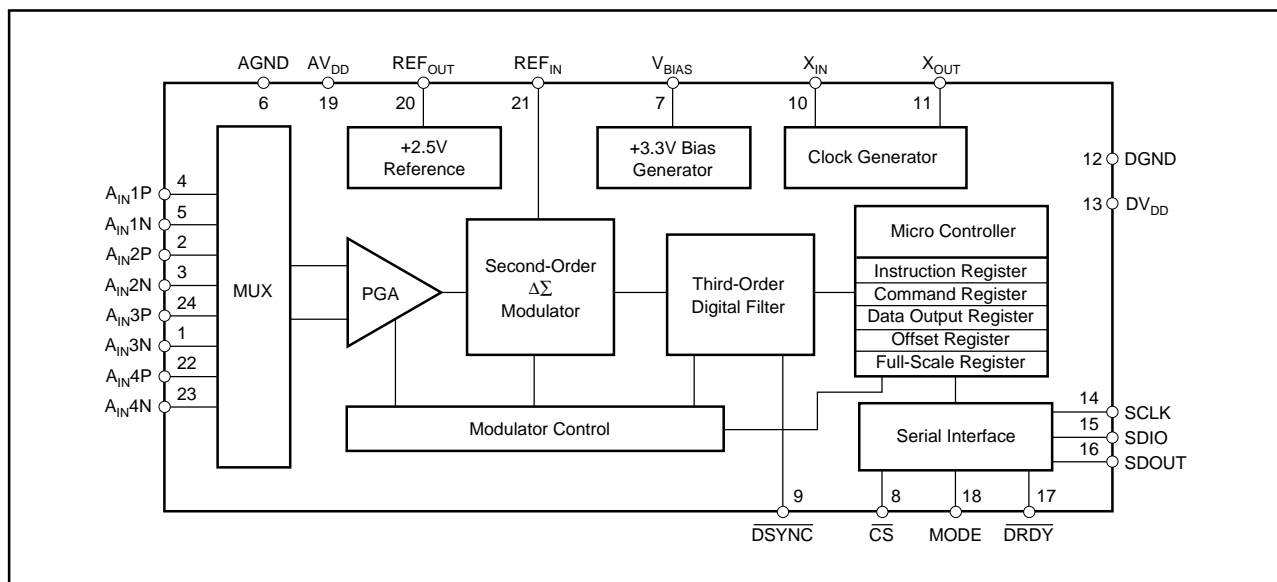 AGND AVDD REFOUT REFIN VBIAS XIN XOUT
6 19 20 21 7 10 11
+2.5V
Reference
+3.3V Bias
Generator
Clock Generator
12 DGND
13 DVDD
MUX
4
AIN1P
5
AIN1N
2
AIN2P
3
AIN2N
24
AIN3P
1
AIN3N
22
AIN4P
23
AIN4N
PGA
Second-Order
ΔΣ
Modulator
Third-Order
Digital Filter
Micro Controller
Instruction Register
Command Register
Data Output Register
Offset Register
Full-Scale Register
Modulator Control
Serial Interface
14
SCLK
15
SDIO
16
SDOUT
9 8 18 17
DSYNC CS MODE DRDY